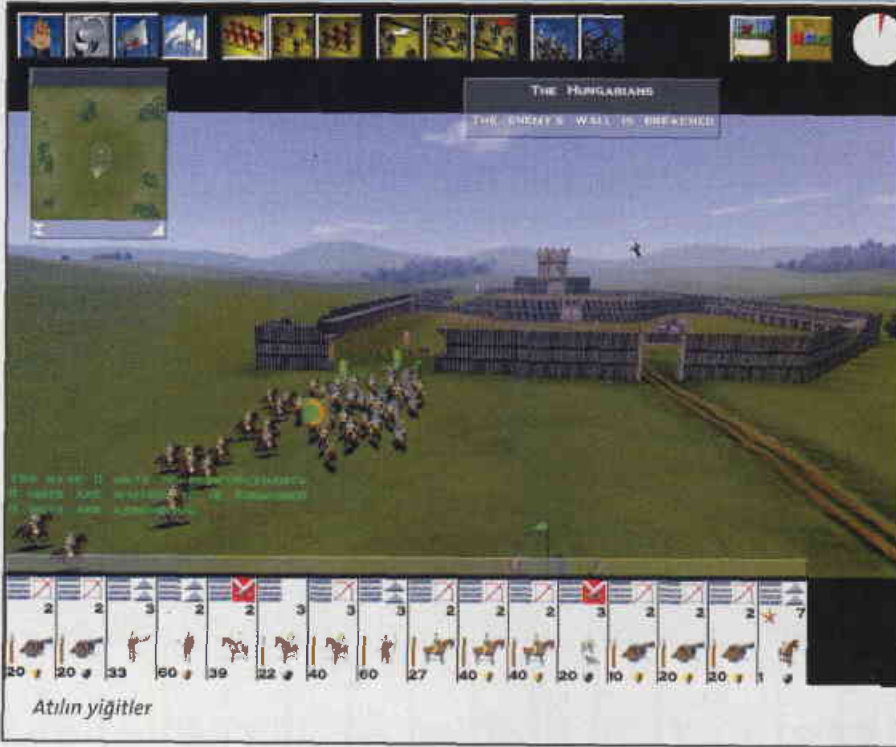 THE HUNGARIANS
THE ENEMY'S WALL IS BREACHED
2 2 3 2 2 3 3 3 2 2 2 3 2 2 2 7
20 20 33 60 39 22 40 60 27 40 40 20 10 20 20 1
Atılın yiğitler